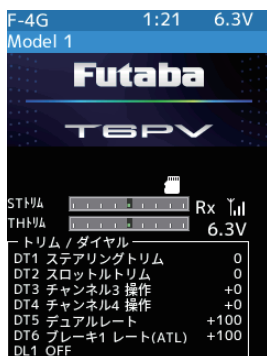 F-4G 1:21 6.3V
Model 1
Futaba
T6PV
STトリム
Rx
THトリム
6.3V
トリム / ダイヤル
DT1 ステアリングトリム 0
DT2 スロットルトリム 0
DT3 チャンネル3 操作 +0
DT4 チャンネル4 操作 +0
DT5 デュアルレート +100
DT6 ブレーキ1 レート(ATL) +100
DL1 OFF